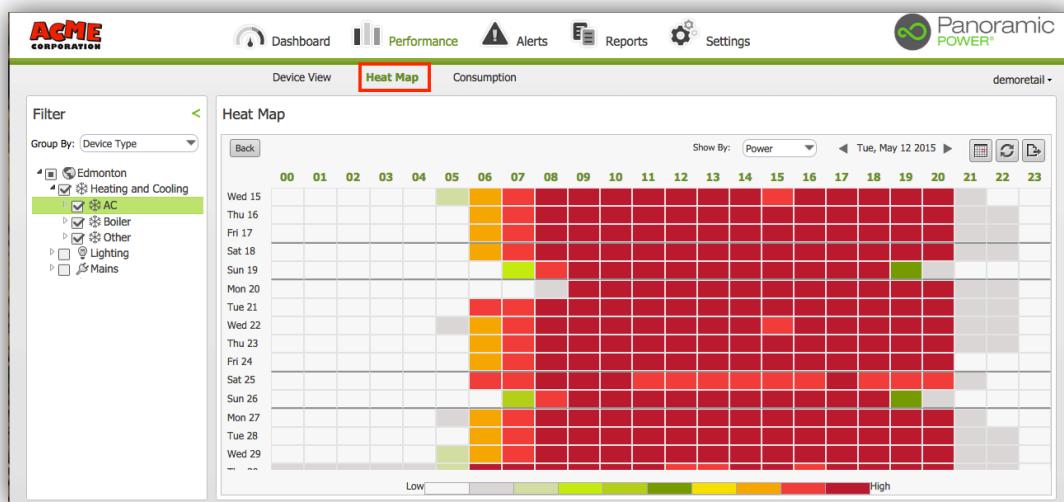 ACME
CORPORATION
Dashboard Performance Alerts Reports Settings
Panoramic
POWER®
Device View Heat Map Consumption demoretail
Filter <
Group By: Device Type
Edmonton
Heating and Cooling
AC
Boiler
Other
Lighting
Mains
Heat Map
Back Show By: Power Tue, May 12 2015
00 01 02 03 04 05 06 07 08 09 10 11 12 13 14 15 16 17 18 19 20 21 22 23
Wed 15
Thu 16
Fri 17
Sat 18
Sun 19
Mon 20
Tue 21
Wed 22
Thu 23
Fri 24
Sat 25
Sun 26
Mon 27
Tue 28
Wed 29
Low High